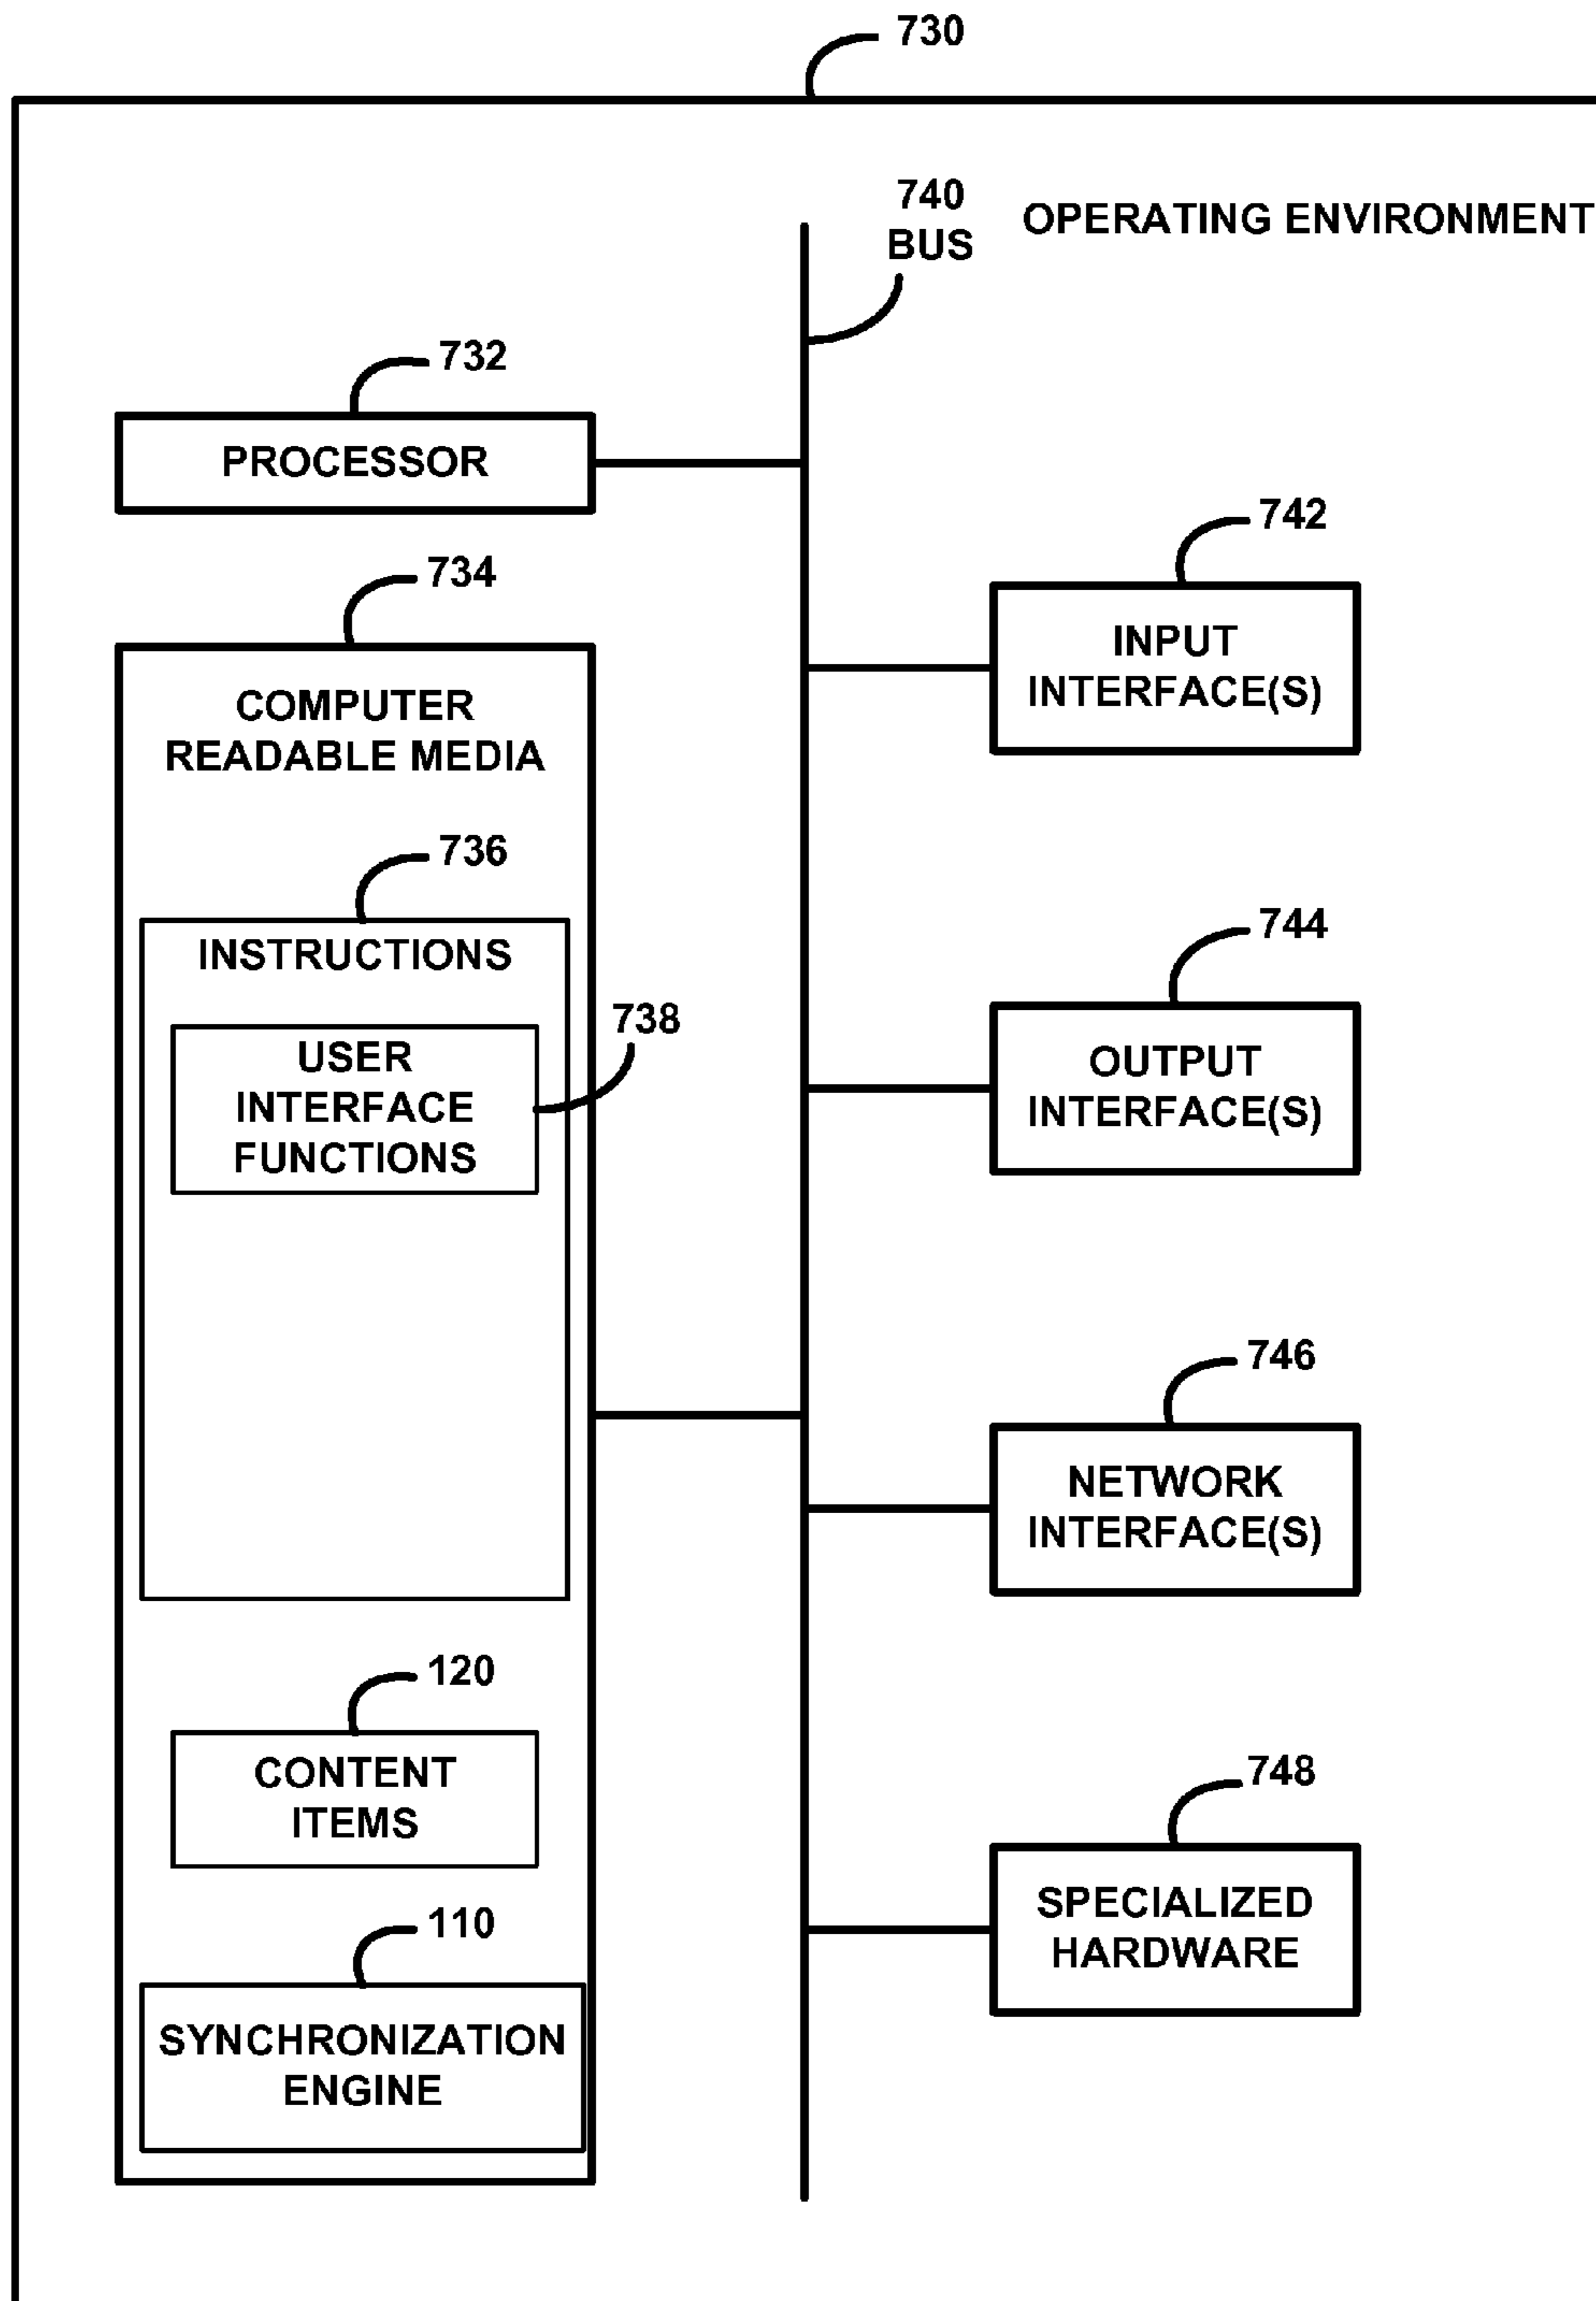 730
740
BUS
OPERATING ENVIRONMENT
732
PROCESSOR
734
COMPUTER
READABLE MEDIA
736
INSTRUCTIONS
738
USER
INTERFACE
FUNCTIONS
120
CONTENT
ITEMS
110
SYNCHRONIZATION
ENGINE
742
INPUT
INTERFACE(S)
744
OUTPUT
INTERFACE(S)
746
NETWORK
INTERFACE(S)
748
SPECIALIZED
HARDWARE